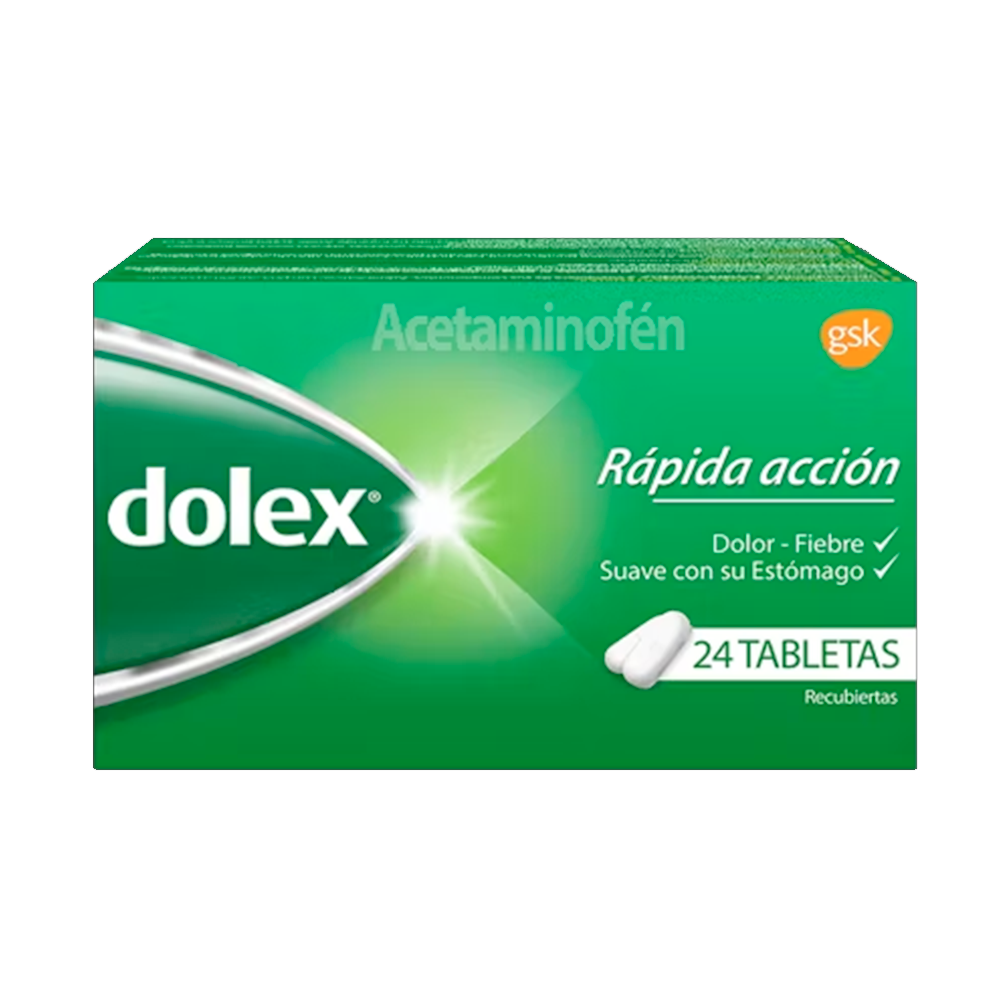 Acetaminofén
gsk
dolex®
Rápida acción
Dolor - Fiebre
Suave con su Estómago
24 TABLETAS
Recubiertas